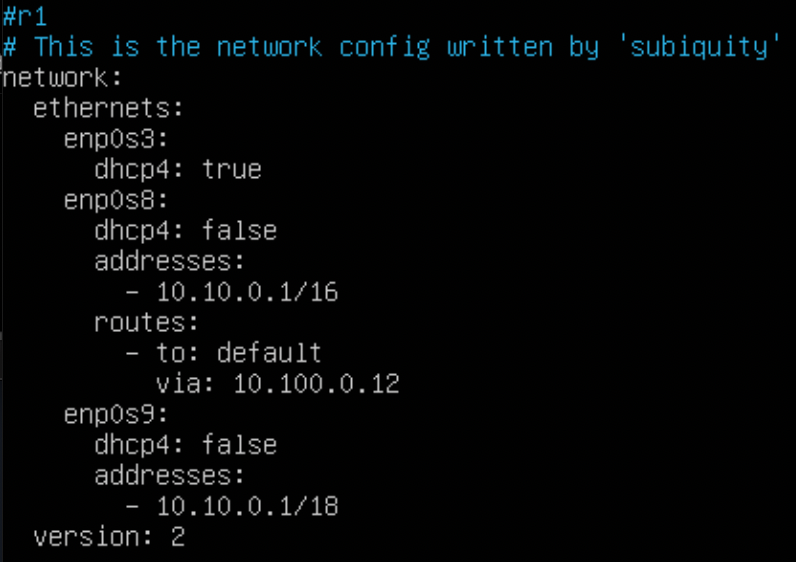 #r1
# This is the network config written by 'subiquity'
network:
  ethernets:
    enp0s3:
      dhcp4: true
    enp0s8:
      dhcp4: false
      addresses:
        - 10.10.0.1/16
      routes:
        - to: default
          via: 10.100.0.12
    enp0s9:
      dhcp4: false
      addresses:
        - 10.10.0.1/18
  version: 2